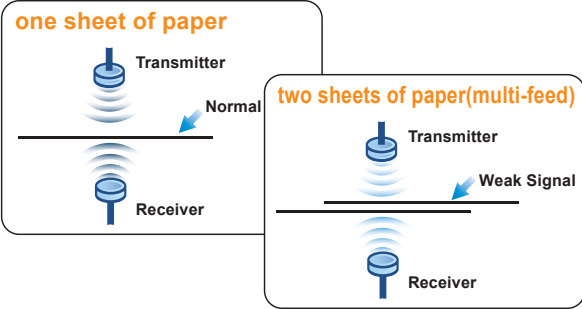 one sheet of paper
Transmitter
Normal
Receiver
two sheets of paper(multi-feed)
Transmitter
Weak Signal
Receiver